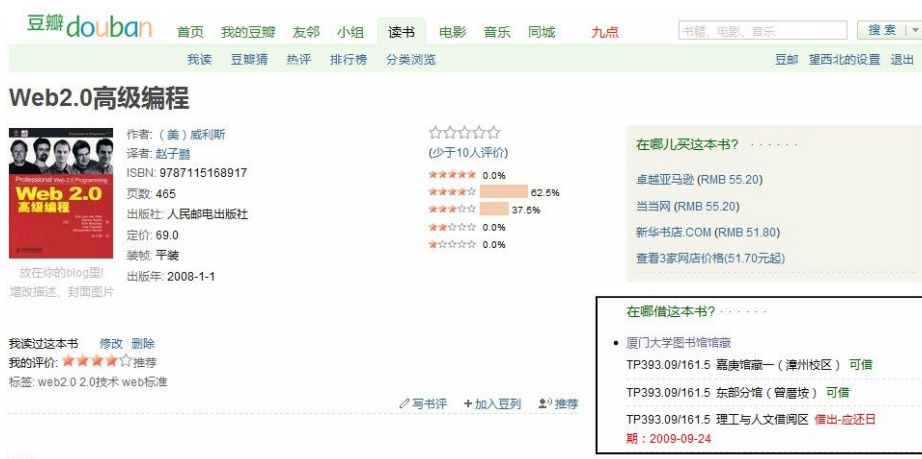 豆瓣douban
首页 我的豆瓣 友邻 小组 读书 电影 音乐 同城 九点
书籍、电影、音乐
搜 索
我读 豆瓣猜 热评 排行榜 分类浏览
豆邮 望西北的设置 退出
Web2.0高级编程
Professional Web 2.0 Programming
Web 2.0
高级编程
放在你的blog里!
增改描述、封面图片
作者: （美）威利斯
译者: 赵子鹏
ISBN: 9787115168917
页数: 465
出版社: 人民邮电出版社
定价: 69.0
装帧: 平装
出版年: 2008-1-1
(少于10人评价)
0.0%
62.5%
37.5%
0.0%
0.0%
在哪儿买这本书? · · · · · ·
卓越亚马逊 (RMB 55.20)
当当网 (RMB 55.20)
新华书店.COM (RMB 51.80)
查看3家网店价格(51.70元起)
我读过这本书 修改 删除
我的评价: 推荐
标签: web2.0 2.0技术 web标准
写书评 +加入豆列 推荐
在哪借这本书? · · · · · ·
厦门大学图书馆馆藏
TP393.09/161.5 嘉庚馆藏一（漳州校区） 可借
TP393.09/161.5 东部分馆（曾厝垵） 可借
TP393.09/161.5 理工与人文借阅区 借出-应还日
期：2009-09-24